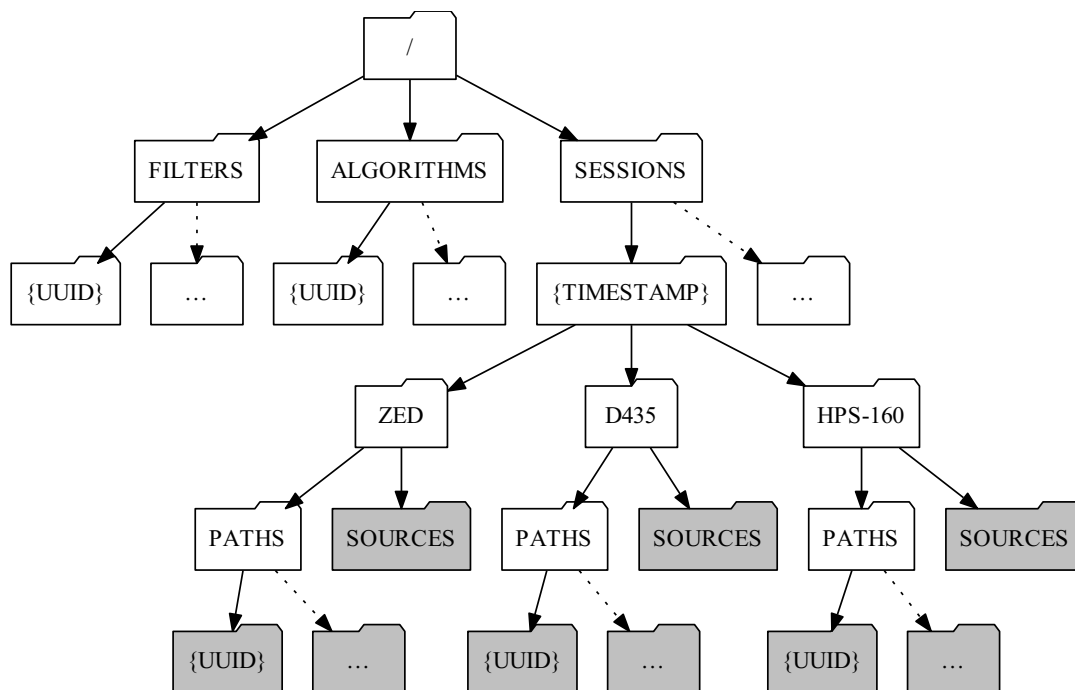 /
FILTERS
ALGORITHMS
SESSIONS
{UUID}
...
{UUID}
...
{TIMESTAMP}
...
ZED
D435
HPS-160
PATHS
SOURCES
PATHS
SOURCES
PATHS
SOURCES
{UUID}
...
{UUID}
...
{UUID}
...